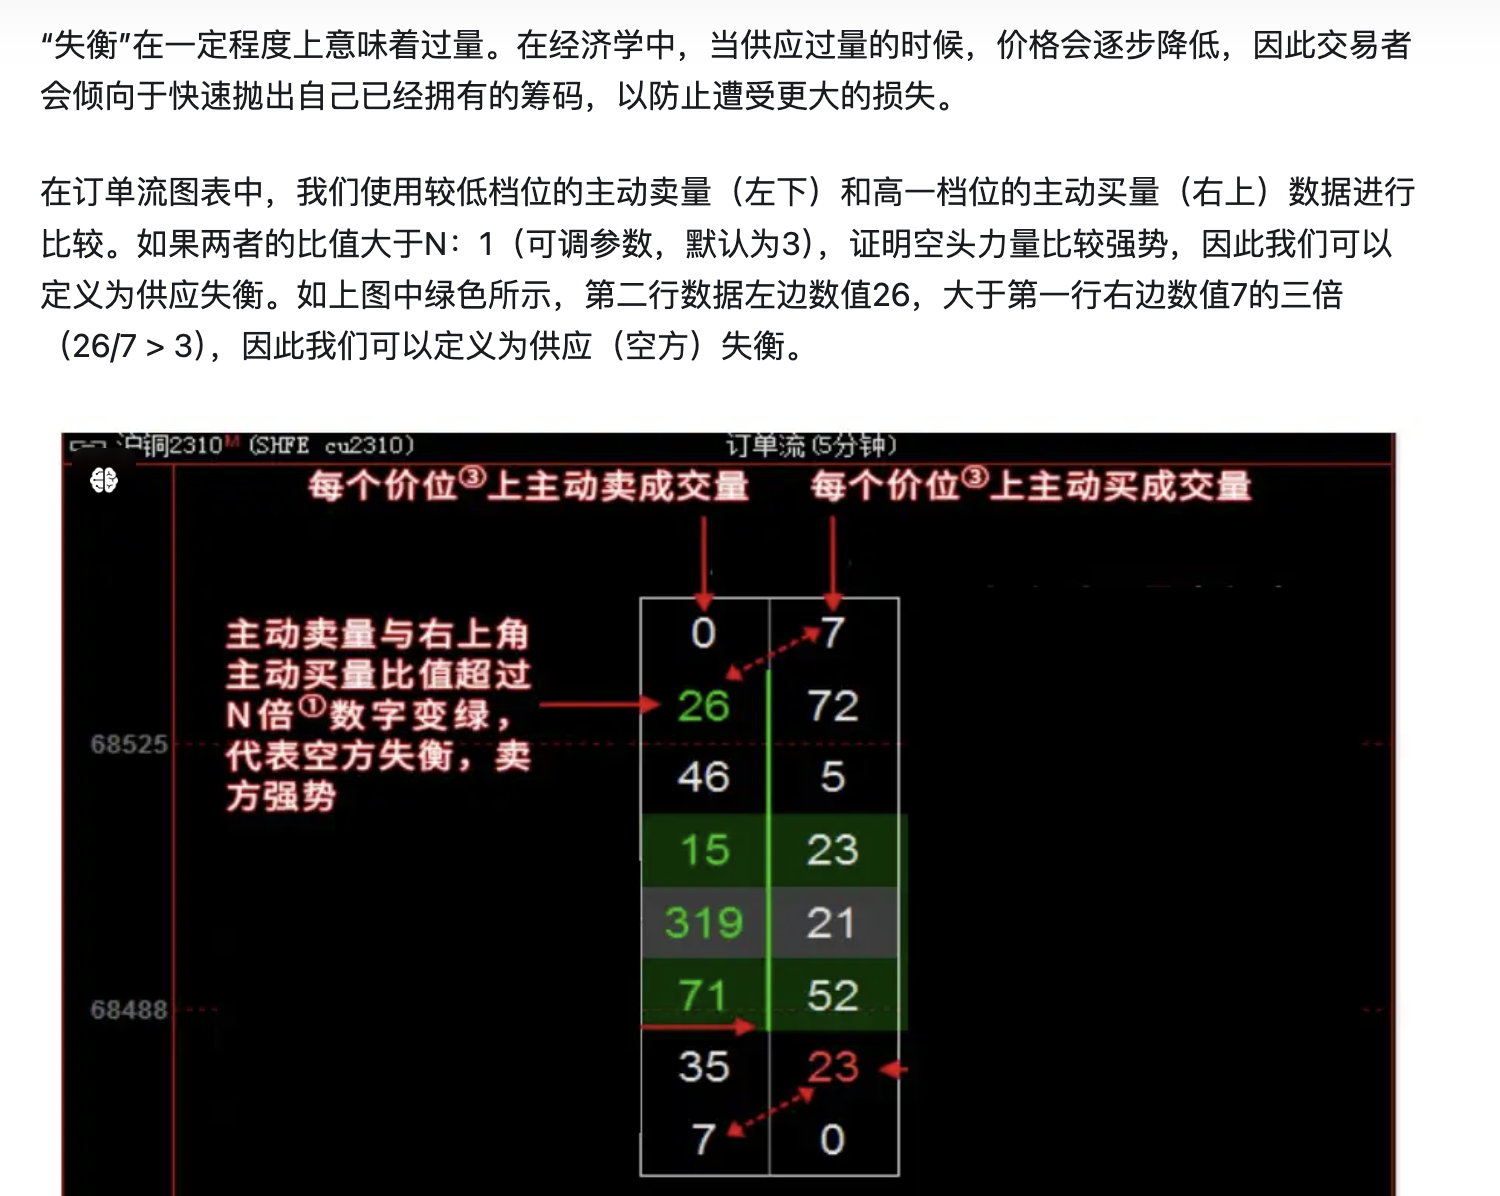 “失衡”在一定程度上意味着过量。在经济学中，当供应过量的时候，价格会逐步降低，因此交易者
会倾向于快速抛出自己已经拥有的筹码，以防止遭受更大的损失。
在订单流图表中，我们使用较低档位的主动卖量（左下）和高一档位的主动买量（右上）数据进行
比较。如果两者的比值大于N：1（可调参数，默认为3），证明空头力量比较强势，因此我们可以
定义为供应失衡。如上图中绿色所示，第二行数据左边数值26，大于第一行右边数值7的三倍
（26/7 > 3），因此我们可以定义为供应（空方）失衡。
沪铜2310M (SHFE cu2310) 订单流(5分钟)
每个价位③上主动卖成交量 每个价位③上主动买成交量
0 7
主动卖量与右上角
主动买量比值超过
N倍①数字变绿，
代表空方失衡，卖
方强势
26 72
68525
46 5
15 23
319 21
71 52
68488
35 23
7 0